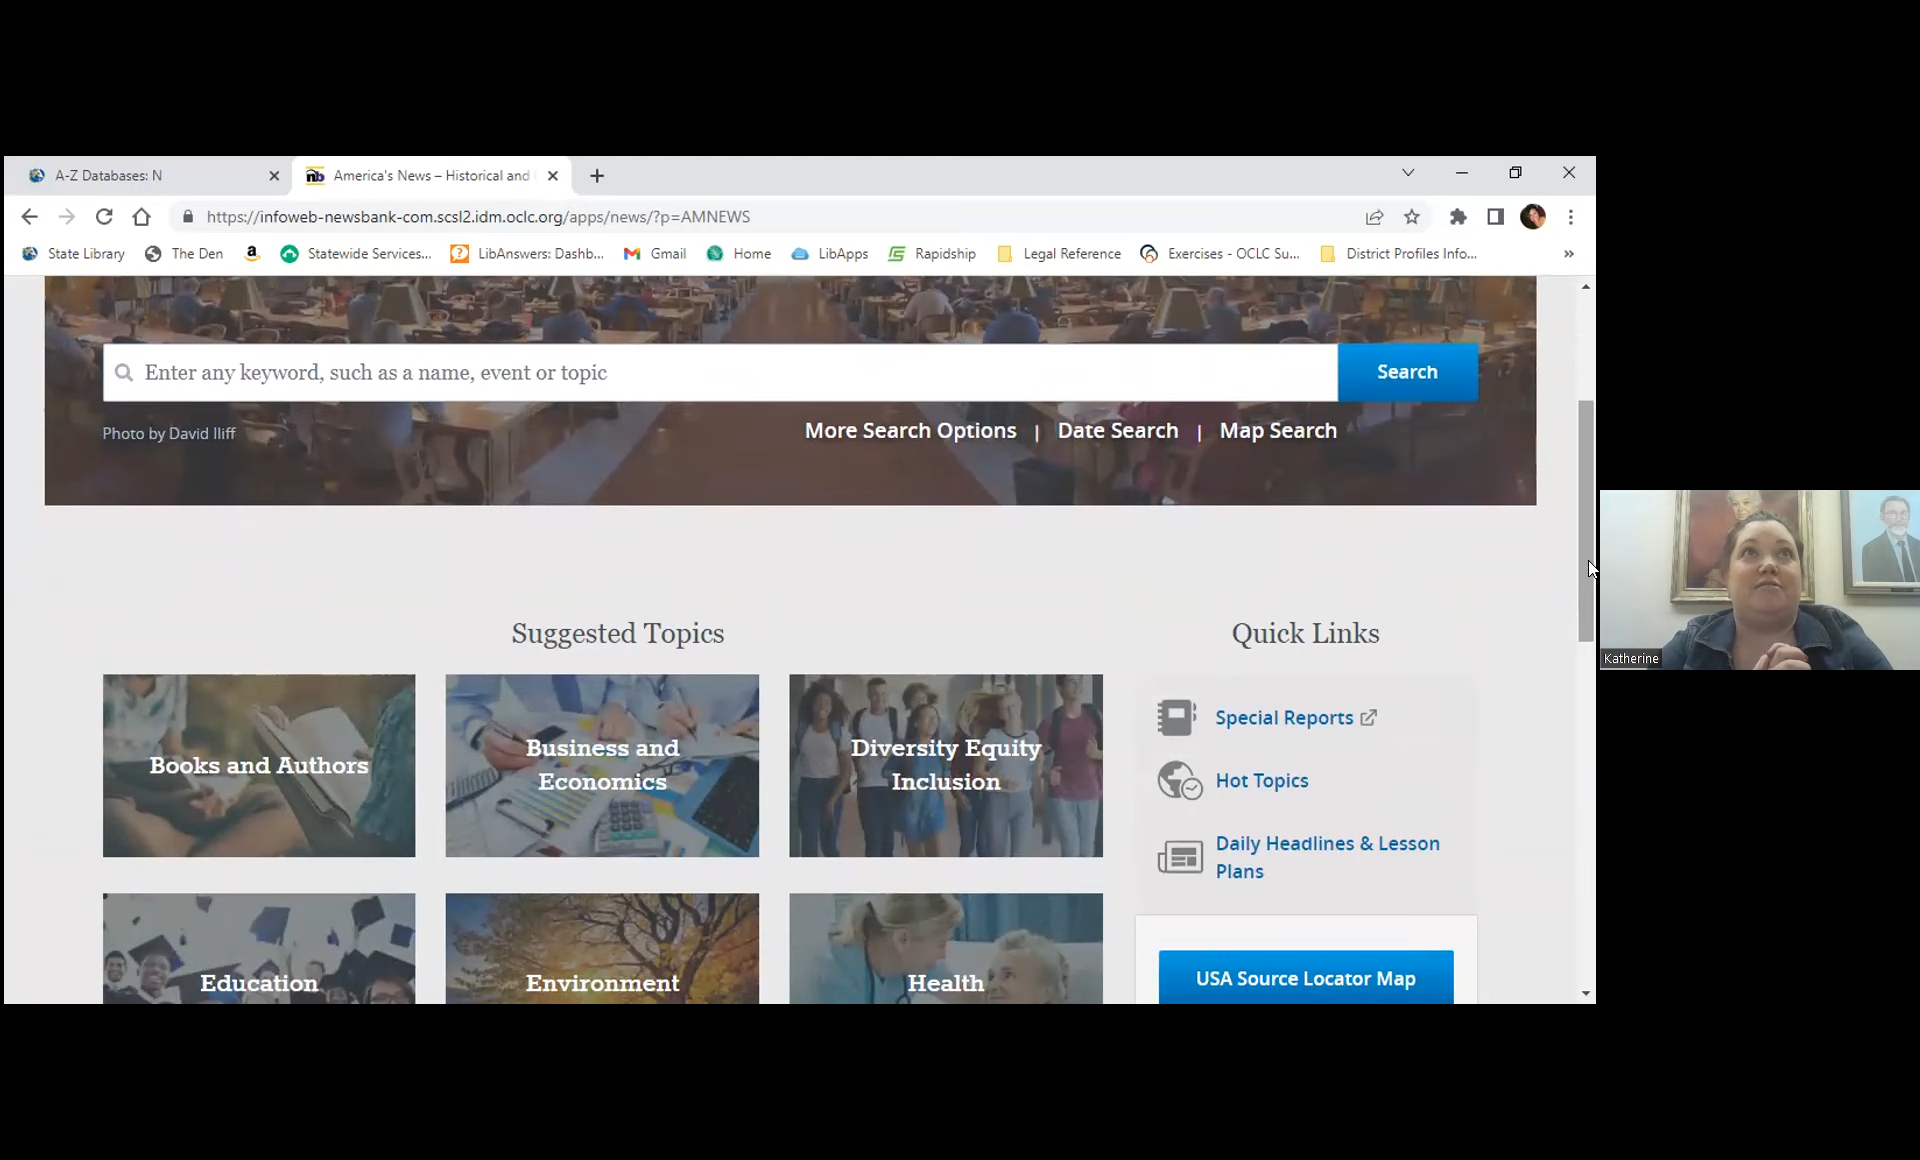 A-Z Databases: N
nb America's News – Historical and
https://infoweb-newsbank-com.scsl2.idm.oclc.org/apps/news/?p=AMNEWS
State Library The Den a Statewide Services... LibAnswers: Dashb... Gmail Home LibApps Rapidship Legal Reference Exercises - OCLC Su... District Profiles Info... »
Enter any keyword, such as a name, event or topic Search
Photo by David Iliff More Search Options | Date Search | Map Search
Suggested Topics
Books and Authors
Business and
Economics
Diversity Equity
Inclusion
Education
Environment
Health
Quick Links
Special Reports
Hot Topics
Daily Headlines & Lesson
Plans
USA Source Locator Map
Katherine